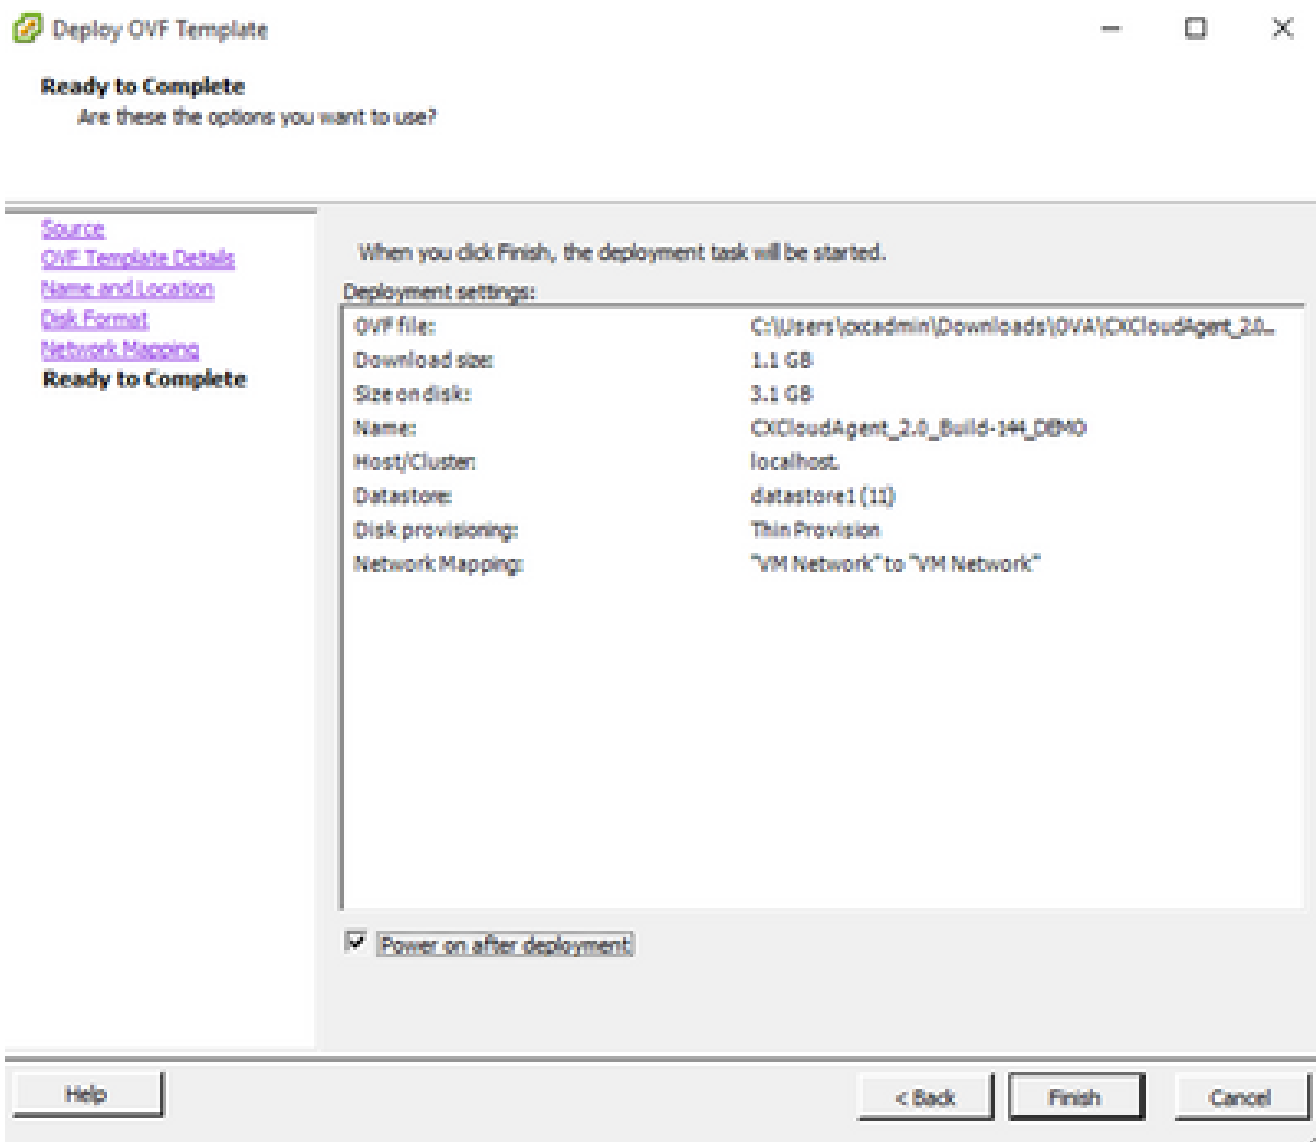 Deploy OVF Template
Ready to Complete
Are these the options you want to use?
Source
OVF Template Details
Name and Location
Disk Format
Network Mapping
Ready to Complete
When you click Finish, the deployment task will be started.
Deployment settings:
OVF file: C:\Users\cxcadmin\Downloads\OVA\CXCloudAgent_2.0...
Download size: 1.1 GB
Size on disk: 3.1 GB
Name: CXCloudAgent_2.0_Build-144_DEMO
Host/Cluster: localhost.
Datastore: datastore1 (11)
Disk provisioning: Thin Provision
Network Mapping: "VM Network" to "VM Network"
Power on after deployment
Help
< Back
Finish
Cancel